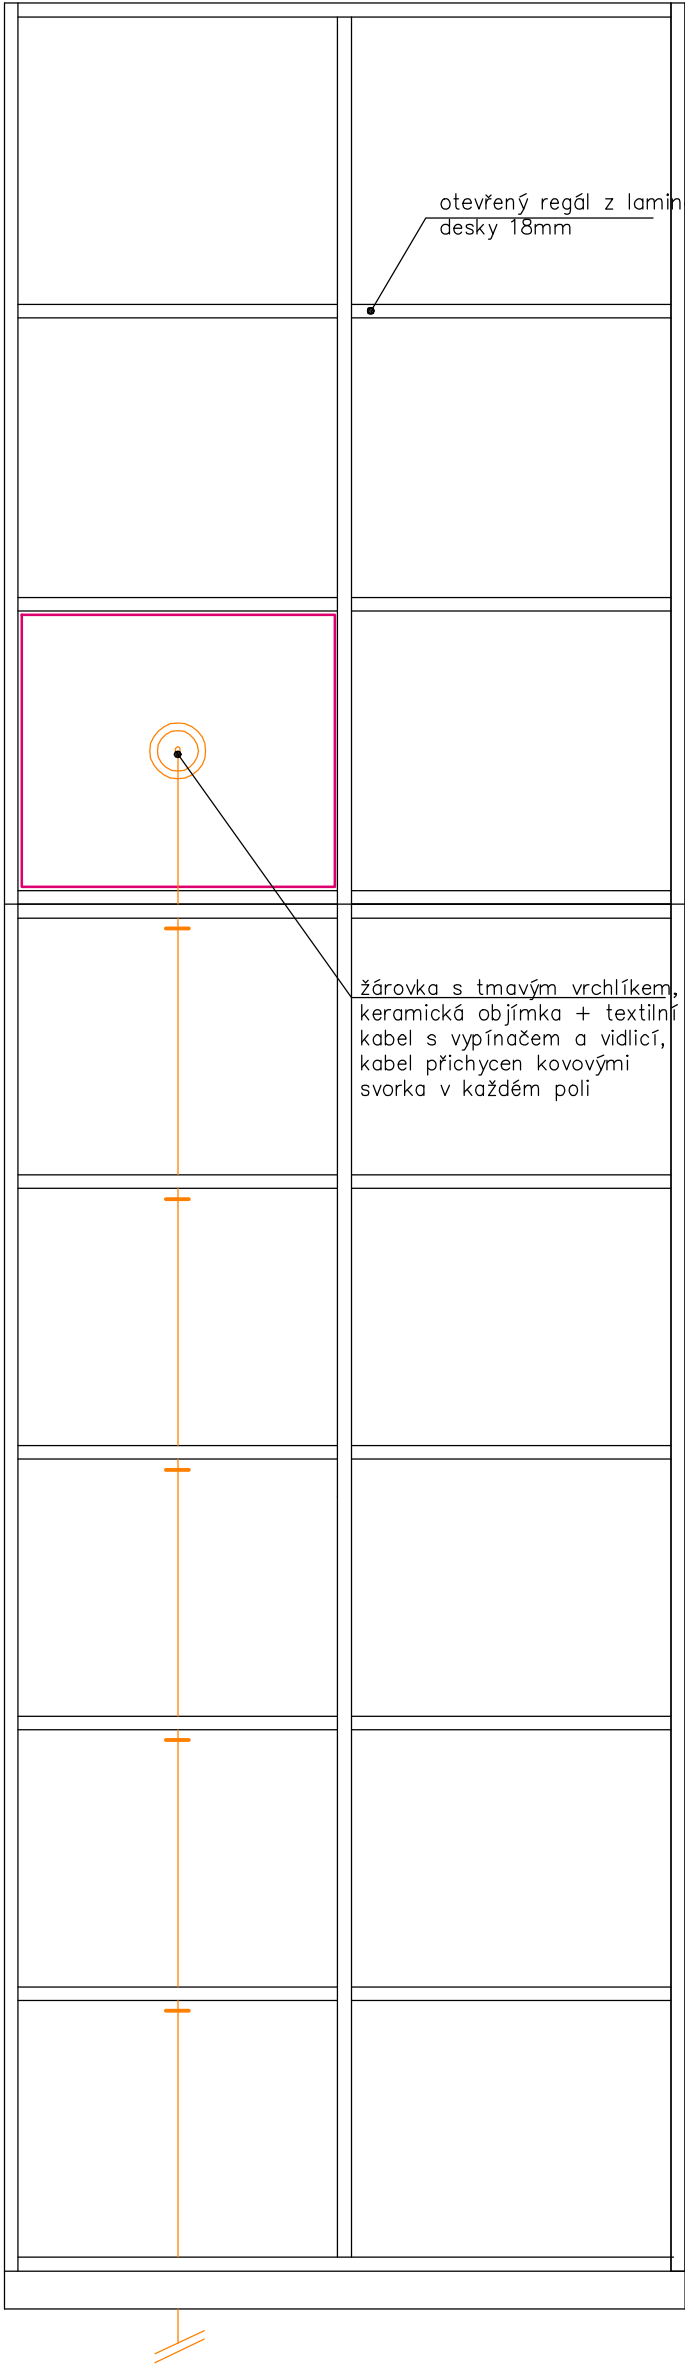 otevřený regál z lamin
desky 18mm
žárovka s tmavým vrchlíkem,
keramická objímka + textilní
kabel s vypínačem a vidlicí,
kabel přichycen kovovými
svorka v každém poli